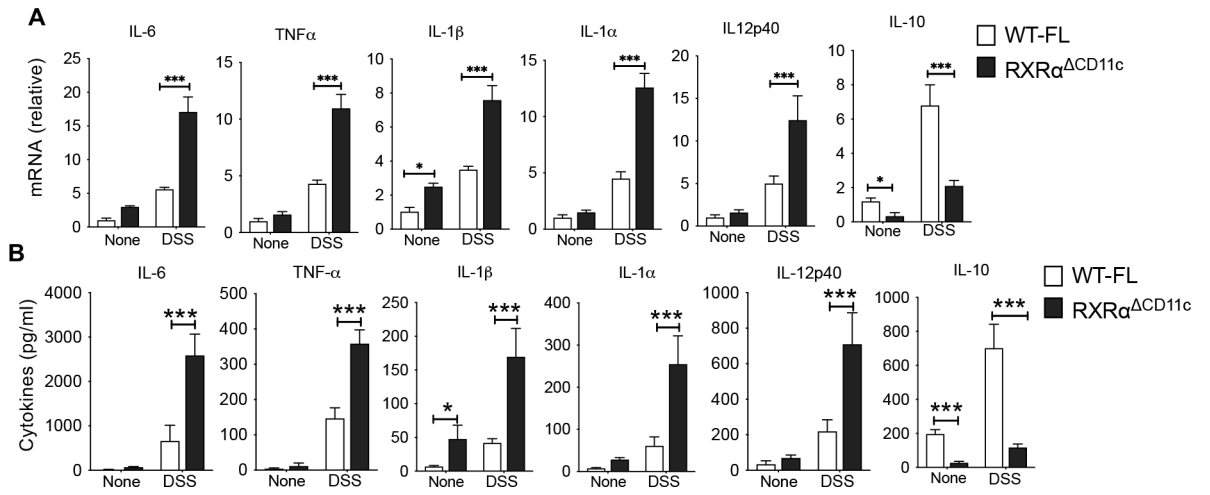 A
IL-6
TNFα
IL-1β
IL-1α
IL12p40
IL-10
WT-FL
RXRα^ΔCD11c
mRNA (relative)
25
20
15
10
5
0
***
None DSS
15
10
5
0
***
None DSS
10
8
6
4
2
0
*
***
None DSS
15
10
5
0
***
None DSS
20
15
10
5
0
***
None DSS
10
8
6
4
2
0
*
***
None DSS
B
IL-6
TNF-α
IL-1β
IL-1α
IL-12p40
IL-10
WT-FL
RXRα^ΔCD11c
Cytokines (pg/ml)
4000
3000
2000
1000
0
***
None DSS
500
400
300
200
100
0
***
None DSS
250
200
150
100
50
0
*
***
None DSS
400
300
200
100
0
***
None DSS
1000
800
600
400
200
0
***
None DSS
1000
800
600
400
200
0
***
***
None DSS